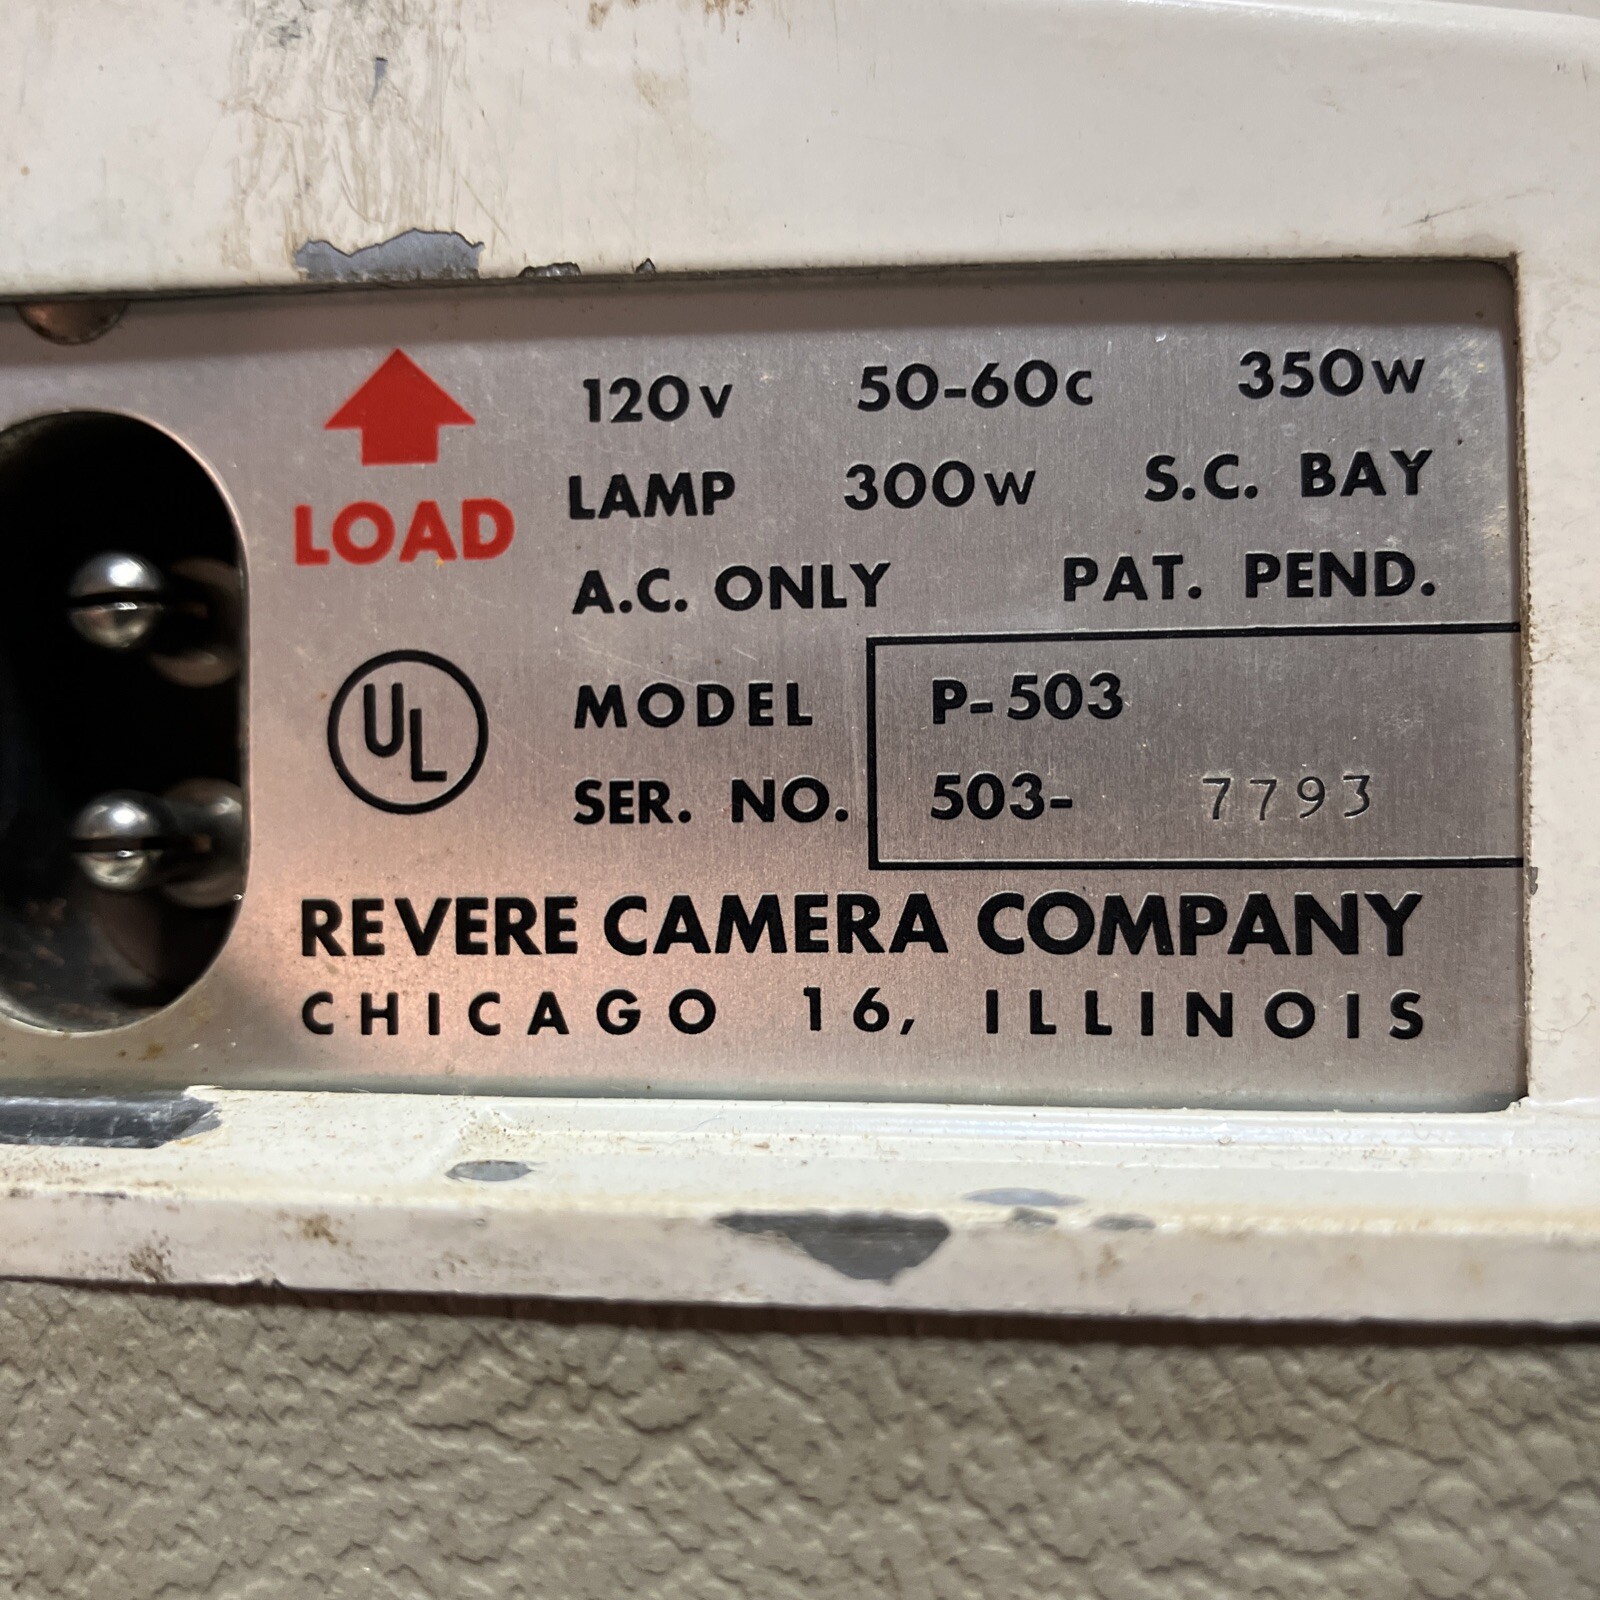 120v 50-60c 350w
LOAD
LAMP 300w S.C. BAY
A.C. ONLY PAT. PEND.
UL
MODEL P-503
SER. NO. 503- 7793
REVERE CAMERA COMPANY
CHICAGO 16, ILLINOIS